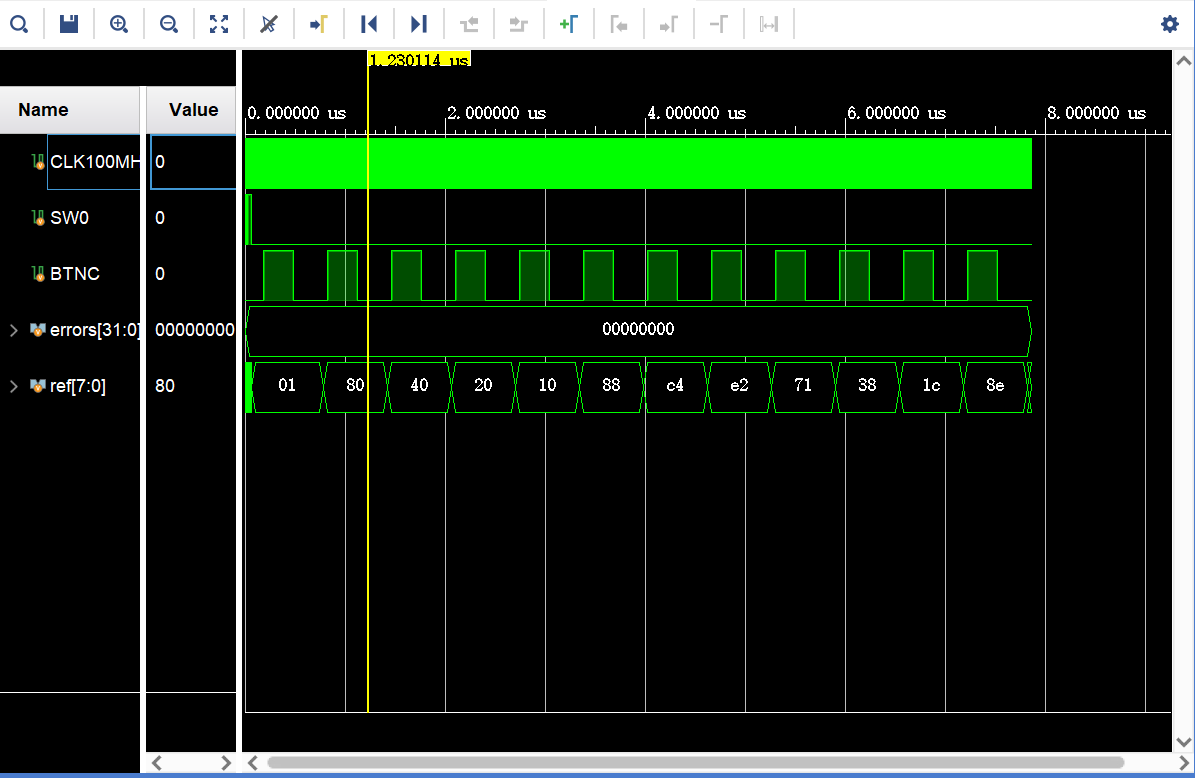 1.230114 us
Name Value
0.000000 us 2.000000 us 4.000000 us 6.000000 us 8.000000 us
CLK100MH 0
SW0 0
BTNC 0
errors[31:0] 00000000 00000000
ref[7:0] 80 01 80 40 20 10 88 c4 e2 71 38 1c 8e